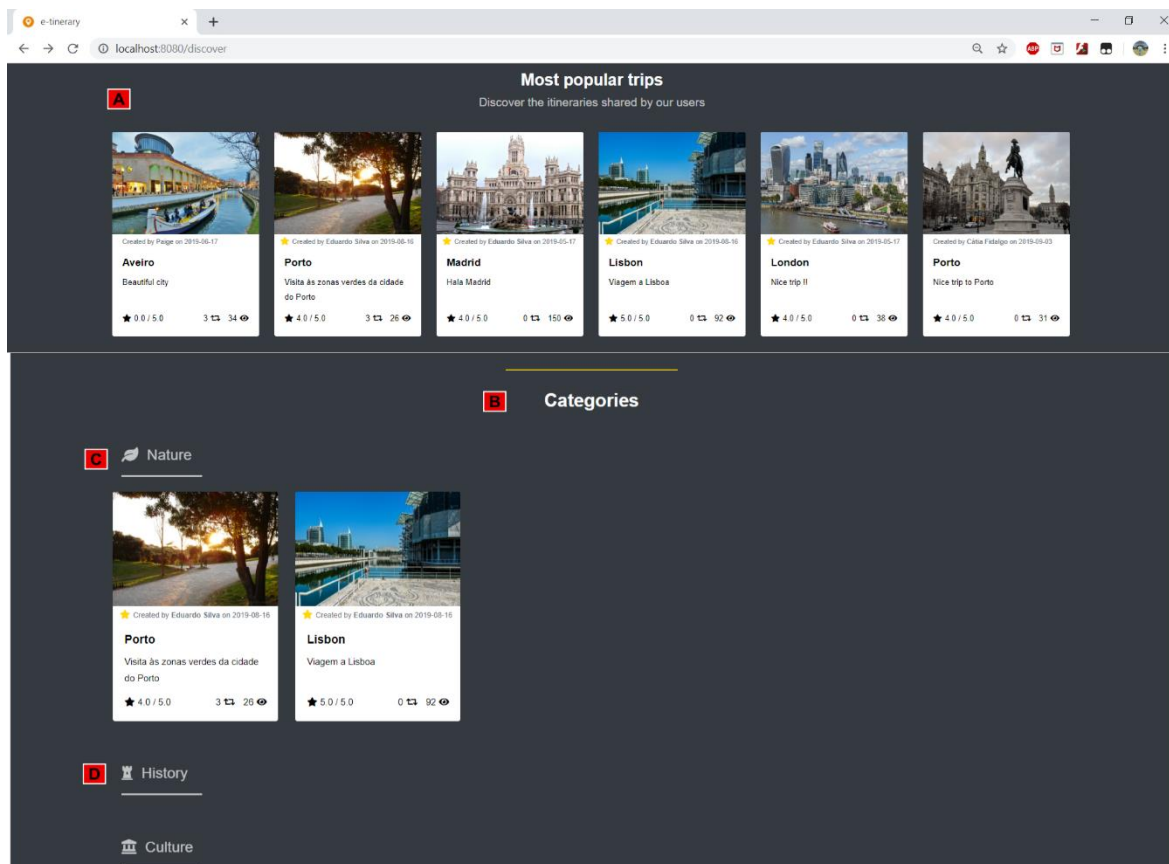 e-tinerary
localhost:8080/discover
ABP
Most popular trips
A
Discover the itineraries shared by our users
Created by Paige on 2019-06-17
Aveiro
Beautiful city
0.0 / 5.0 3 34
Created by Eduardo Silva on 2019-08-16
Porto
Visita às zonas verdes da cidade
do Porto
4.0 / 5.0 3 26
Created by Eduardo Silva on 2019-05-17
Madrid
Hala Madrid
4.0 / 5.0 0 150
Created by Eduardo Silva on 2019-08-16
Lisbon
Viagem a Lisboa
5.0 / 5.0 0 92
Created by Eduardo Silva on 2019-05-17
London
Nice trip !!
4.0 / 5.0 0 38
Created by Cátia Fidalgo on 2019-09-03
Porto
Nice trip to Porto
4.0 / 5.0 0 31
B Categories
C Nature
Created by Eduardo Silva on 2019-08-16
Porto
Visita às zonas verdes da cidade
do Porto
4.0 / 5.0 3 26
Created by Eduardo Silva on 2019-08-16
Lisbon
Viagem a Lisboa
5.0 / 5.0 0 92
D History
Culture